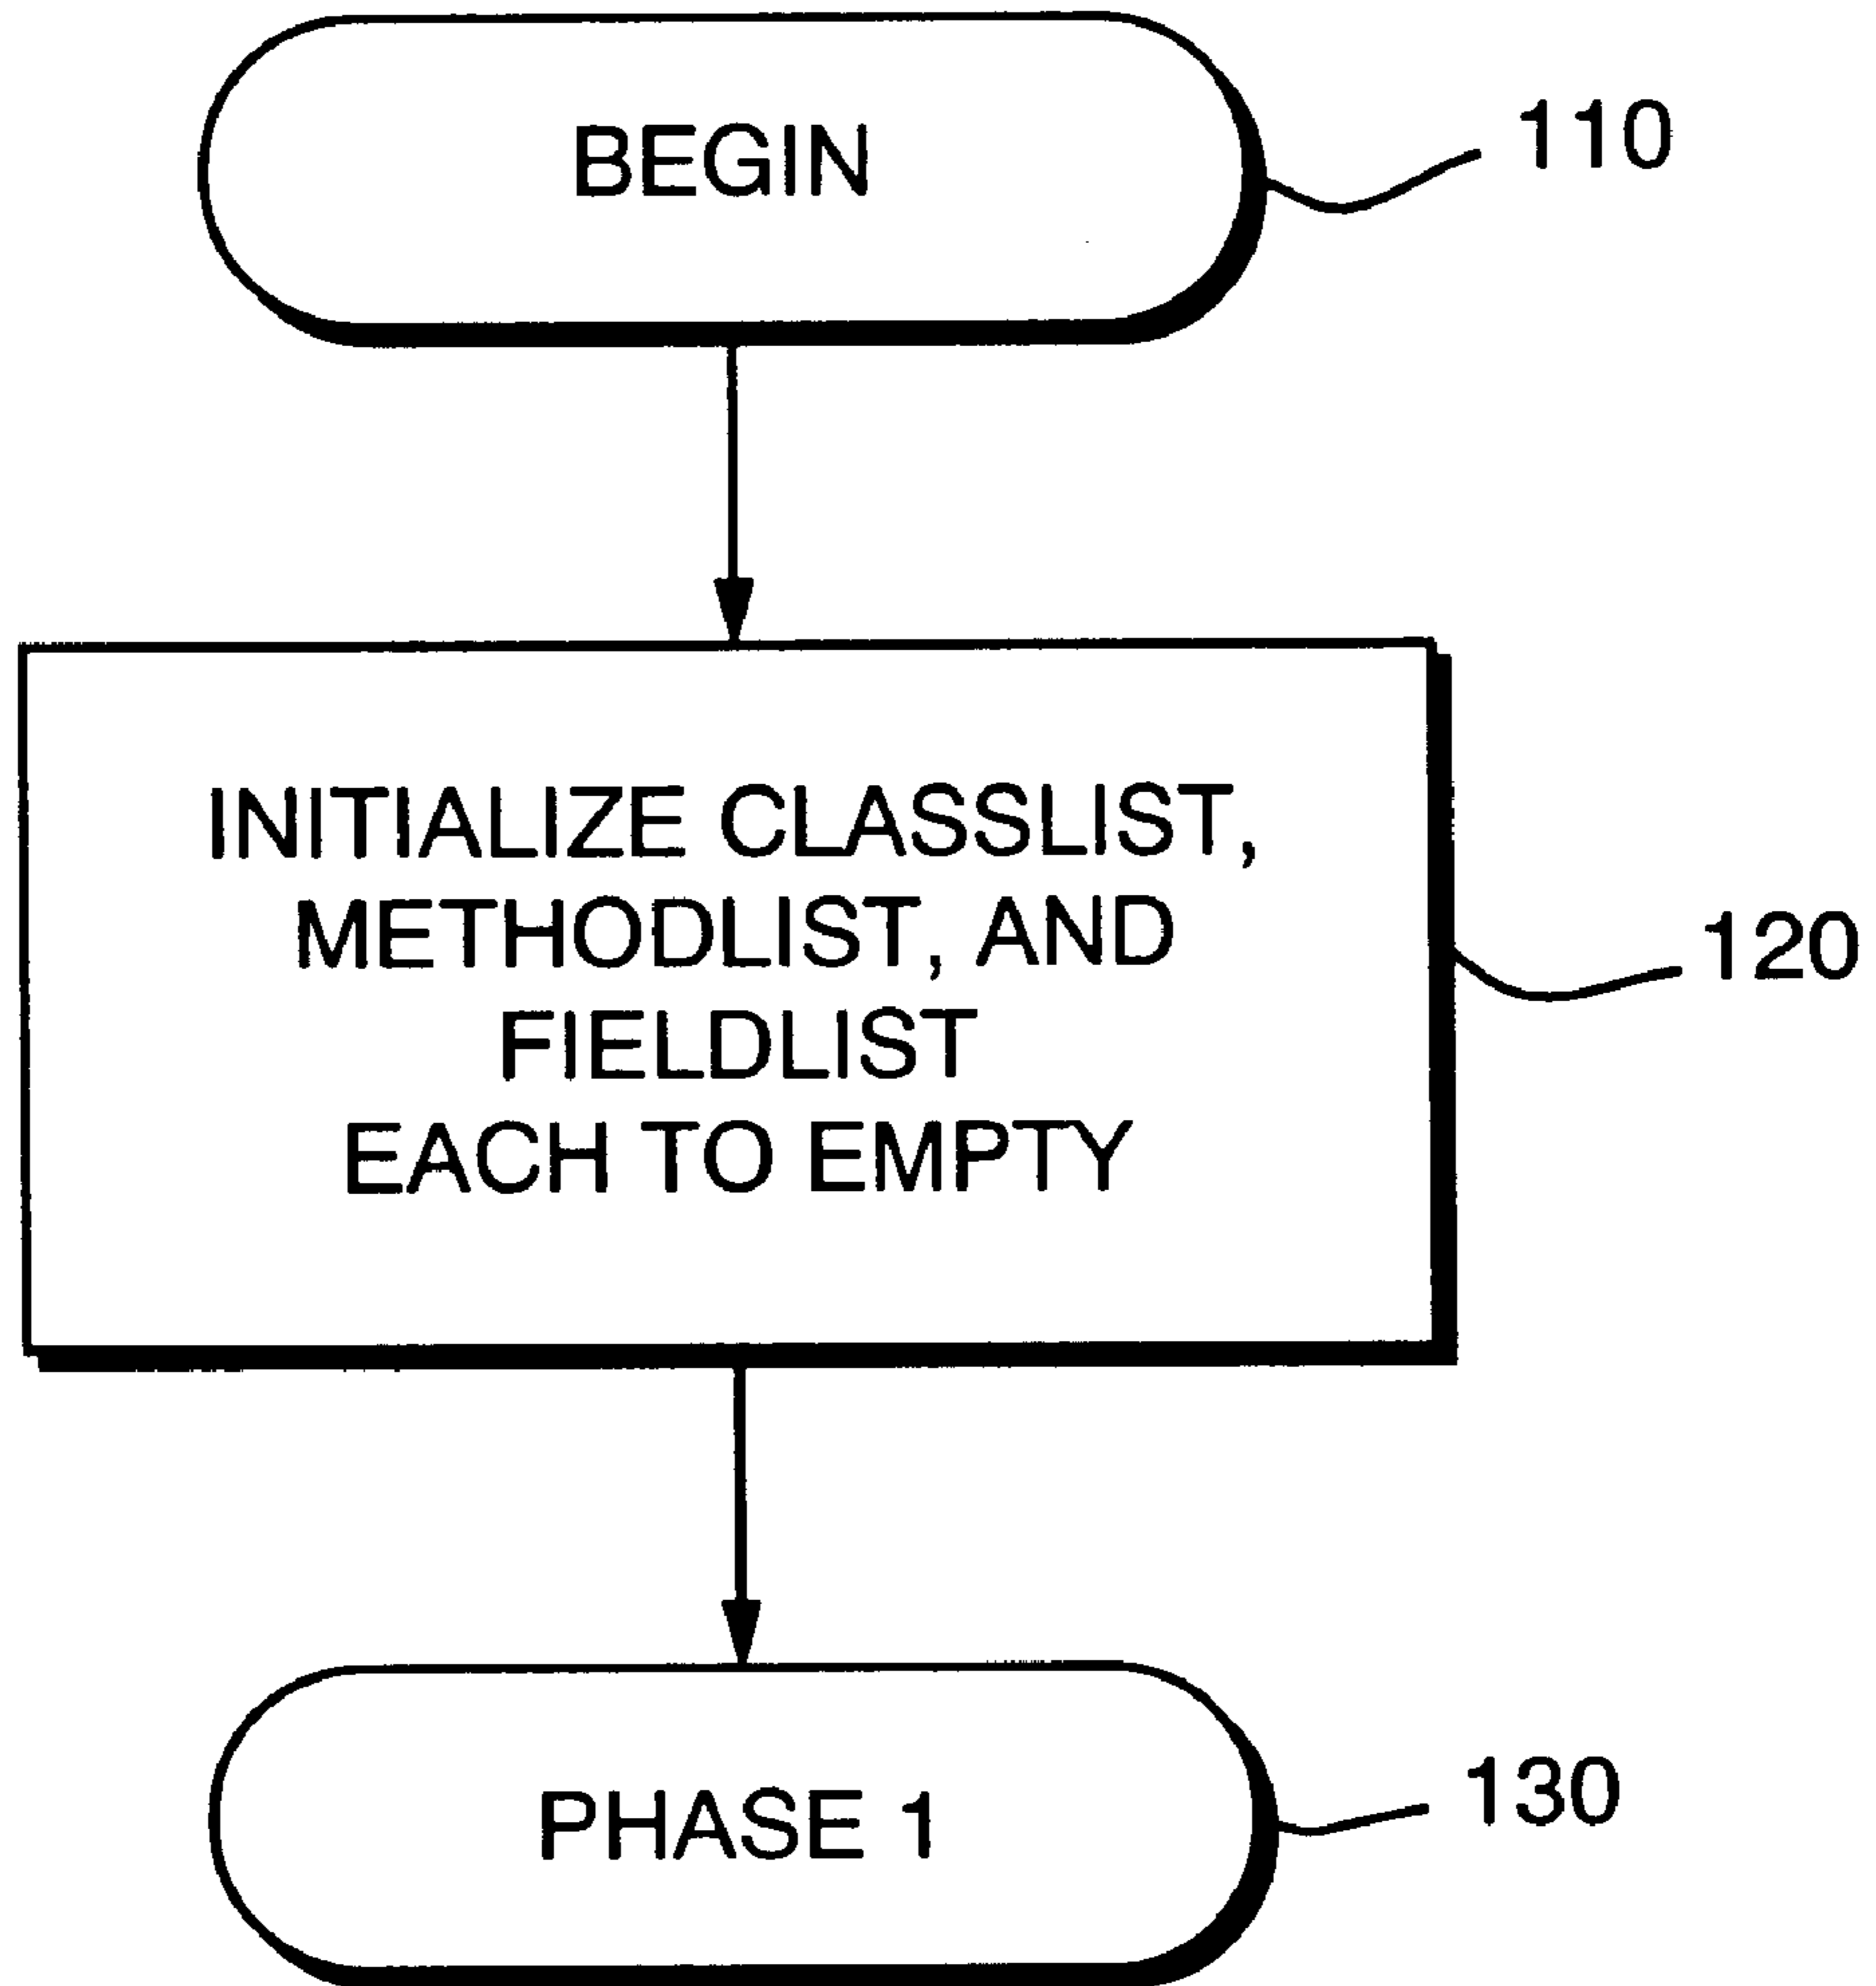 BEGIN
110
INITIALIZE CLASSLIST,
METHODLIST, AND
FIELDLIST
EACH TO EMPTY
120
PHASE 1
130